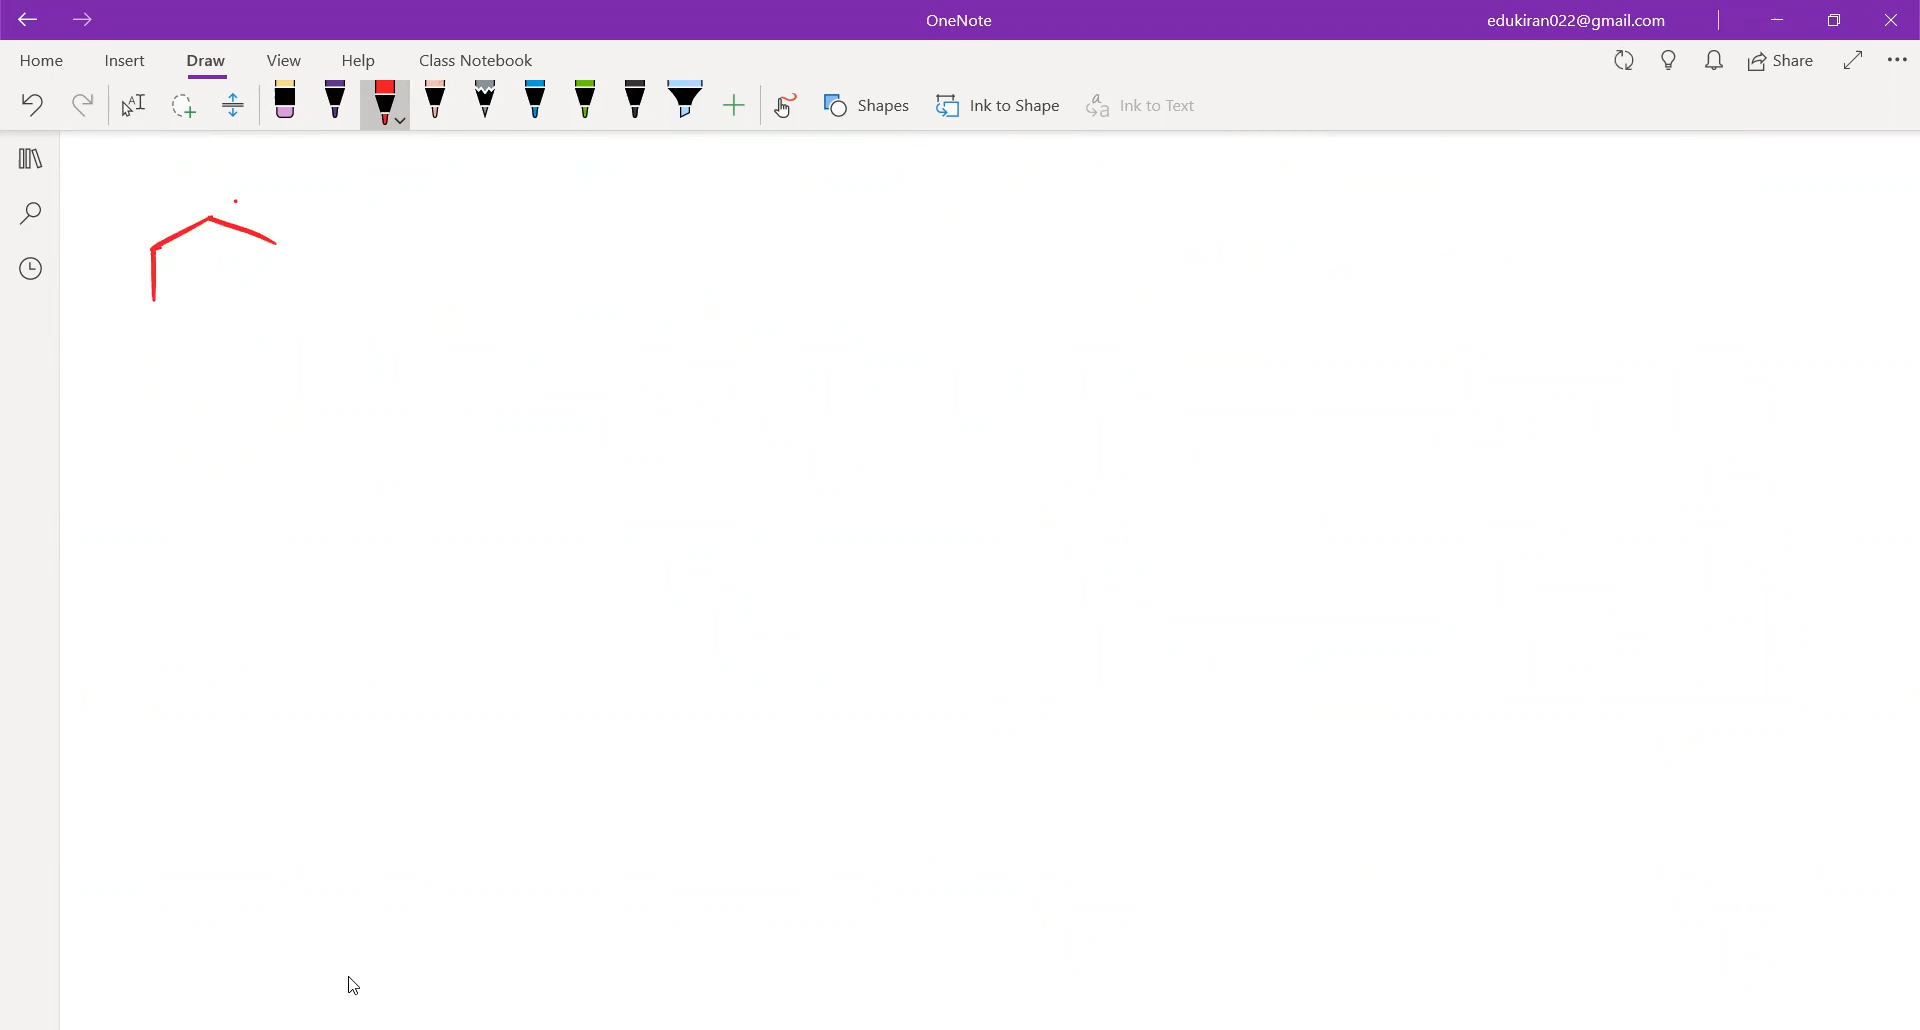 OneNote
edukiran022@gmail.com
Home Insert Draw View Help Class Notebook
Share
Shapes Ink to Shape Ink to Text